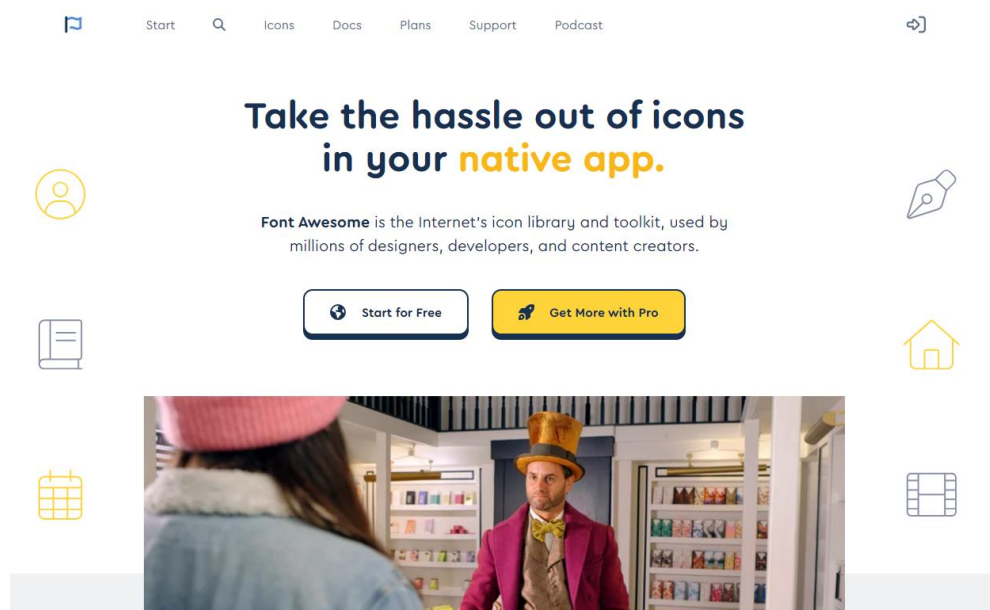 Start
Icons
Docs
Plans
Support
Podcast
Take the hassle out of icons
in your native app.
Font Awesome is the Internet's icon library and toolkit, used by
millions of designers, developers, and content creators.
Start for Free
Get More with Pro